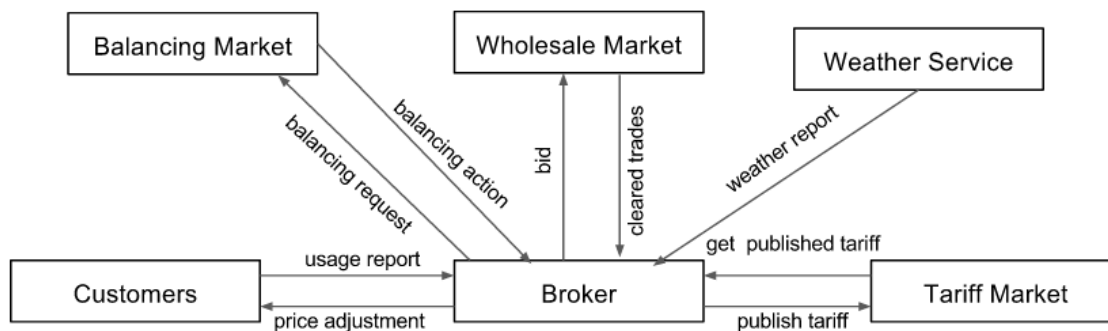 Balancing Market
Wholesale Market
Weather Service
balancing request
balancing action
bid
cleared trades
weather report
usage report
get published tariff
Customers
Broker
Tariff Market
price adjustment
publish tariff